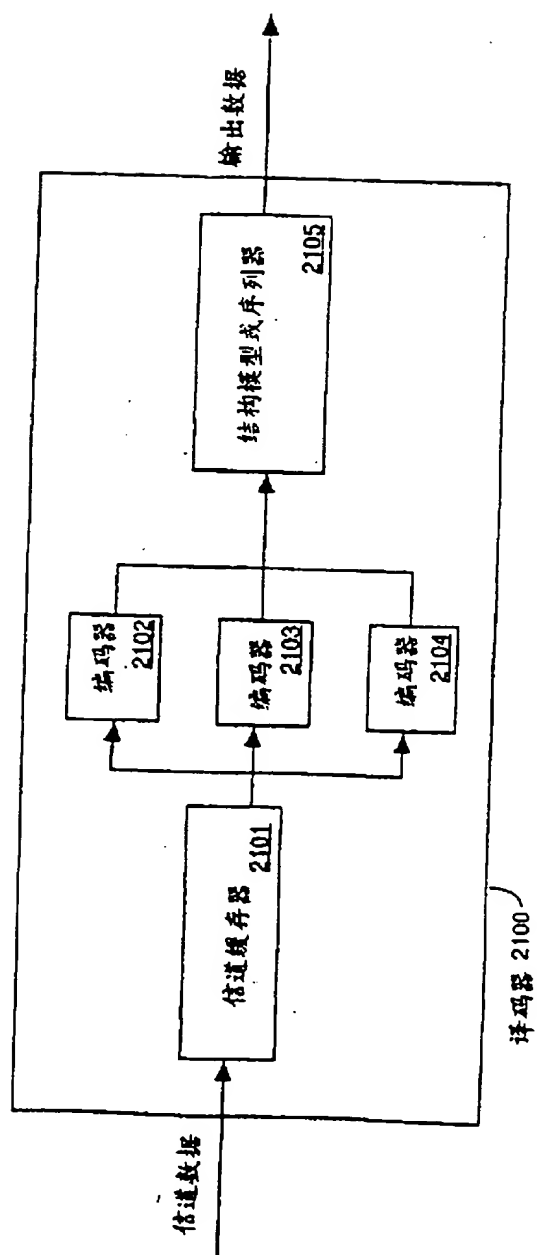 信道数据
信道缓存器
2101
编码器
2102
编码器
2103
编码器
2104
结构模型或序列器
2105
输出数据
译码器 2100